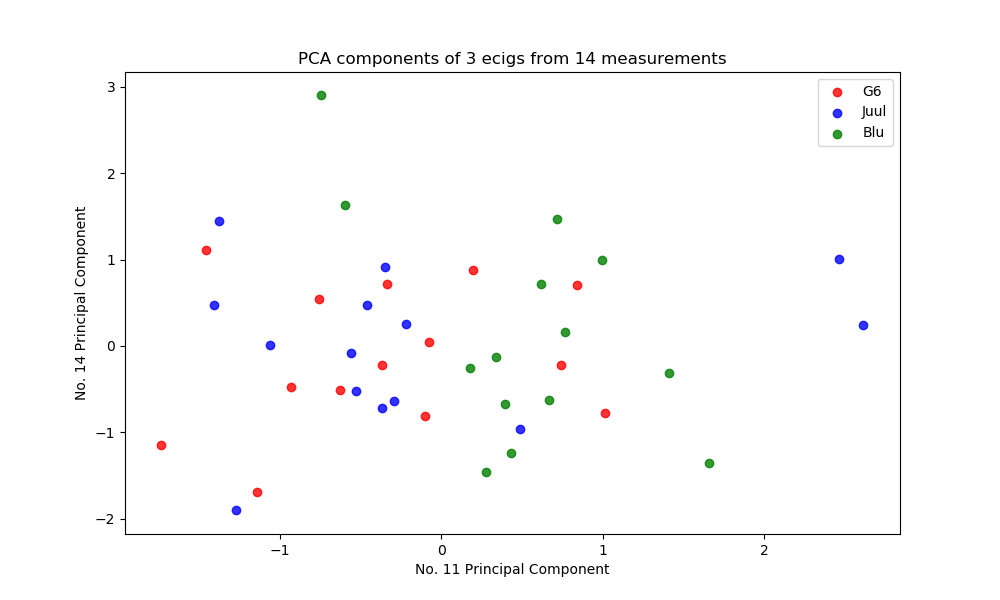 PCA components of 3 ecigs from 14 measurements
G6
Juul
Blu
No. 14 Principal Component
3
2
1
0
−1
−2
−1
0
1
2
No. 11 Principal Component